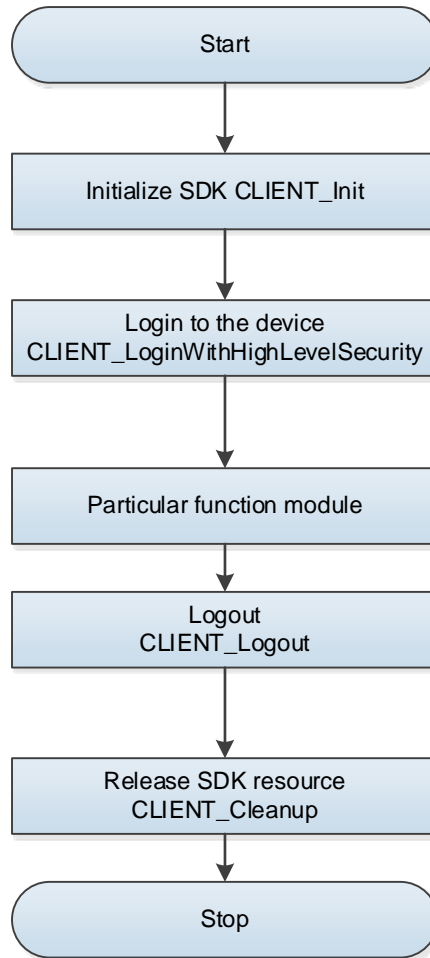 Start
Initialize SDK CLIENT_Init
Login to the device
CLIENT_LoginWithHighLevelSecurity
Particular function module
Logout
CLIENT_Logout
Release SDK resource
CLIENT_Cleanup
Stop